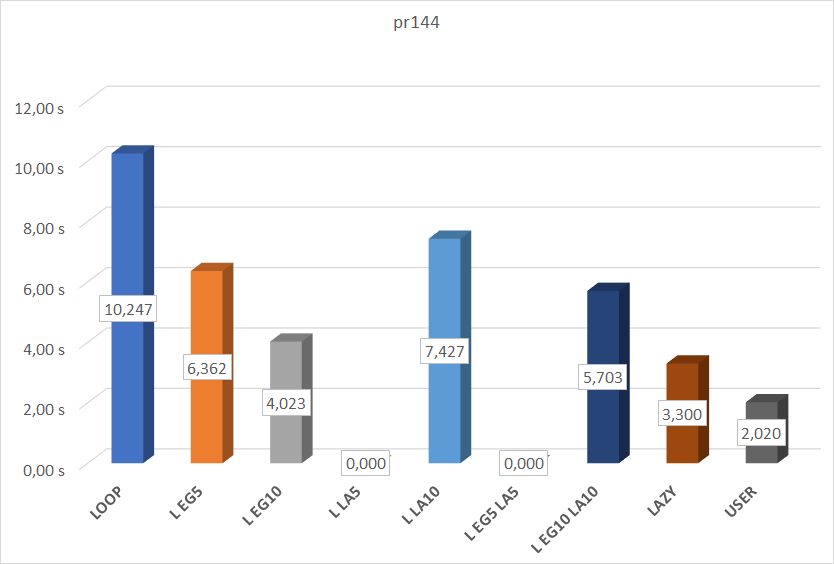 pr144
12,00 s
10,00 s
8,00 s
6,00 s
4,00 s
2,00 s
0,00 s
10,247
6,362
4,023
0,000
7,427
0,000
5,703
3,300
2,020
LOOP
L EG5
L EG10
L LA5
L LA10
L EG5 LA5
L EG10 LA10
LAZY
USER